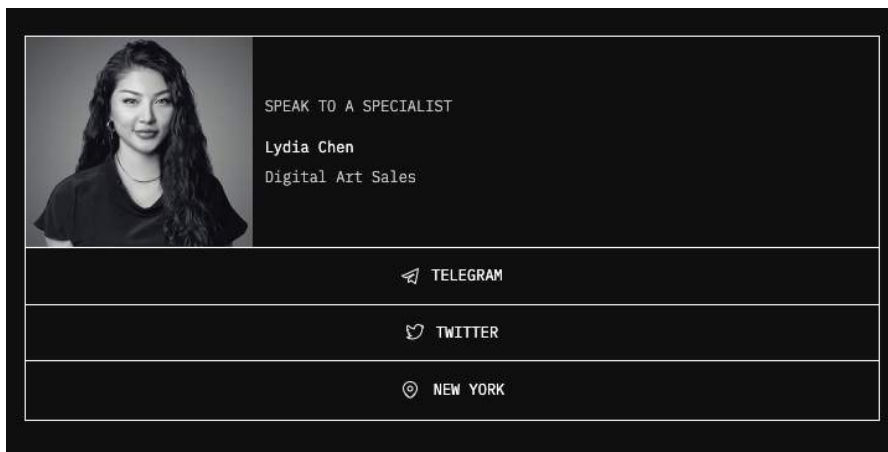 SPEAK TO A SPECIALIST
Lydia Chen
Digital Art Sales
TELEGRAM
TWITTER
NEW YORK